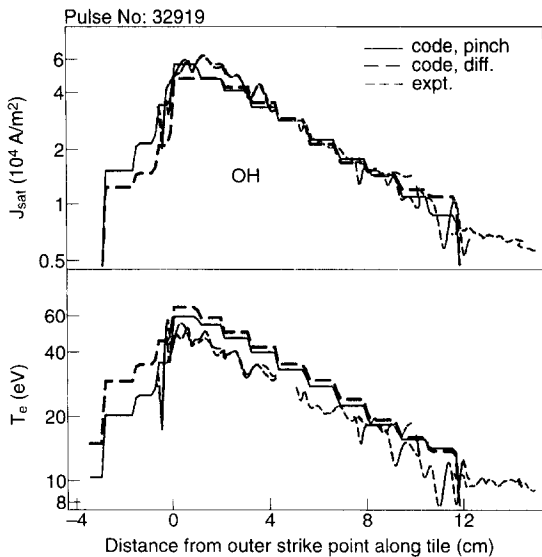 Pulse No: 32919
code, pinch
code, diff.
expt.
J_sat (10^4 A/m^2)
6
4
2
1
0.5
OH
T_e (eV)
60
40
20
10
8
−4
0
4
8
12
Distance from outer strike point along tile (cm)